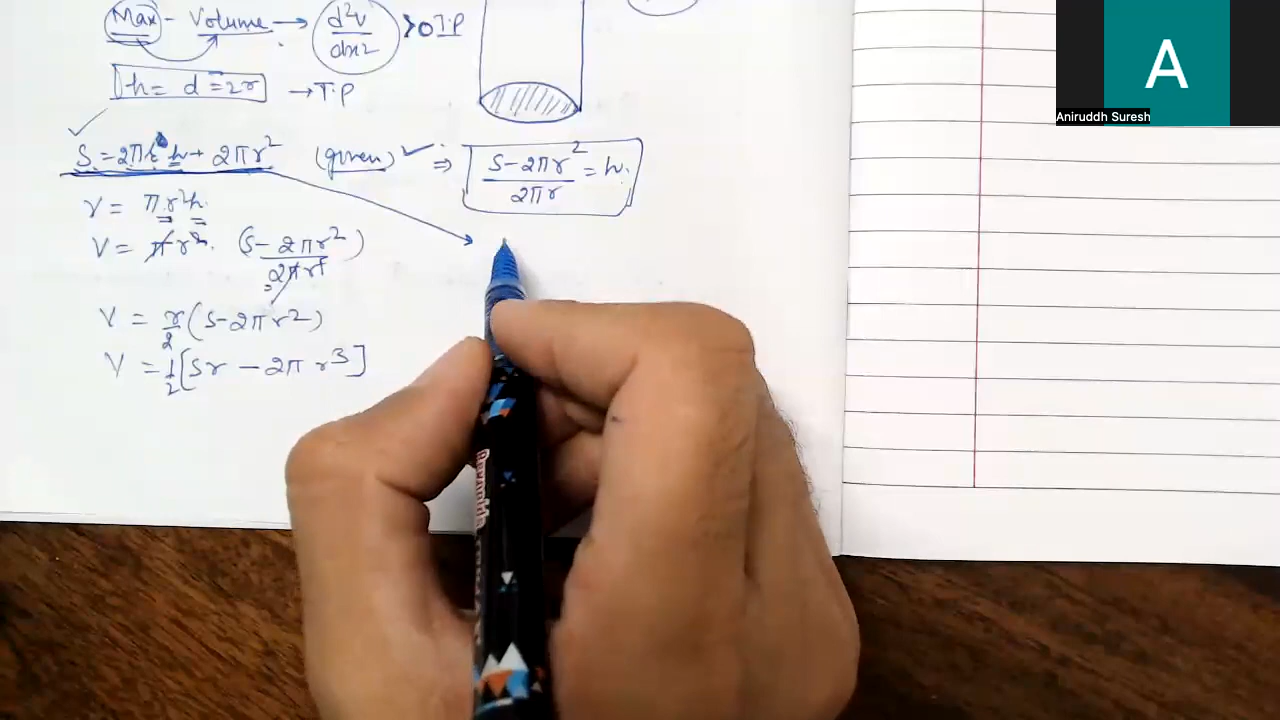 Max - Volume → d²v/dx² >0 T.P
h = d = 2r → T.P
S = 2πr h + 2πr² (given) ✓ ⇒ S-2πr²/2πr = h.
V = πr²h.
V = πr². (S-2πr²/2πr)
V = r/2 (S-2πr²)
V = 1/2 [Sr - 2πr³]
A
Aniruddh Suresh